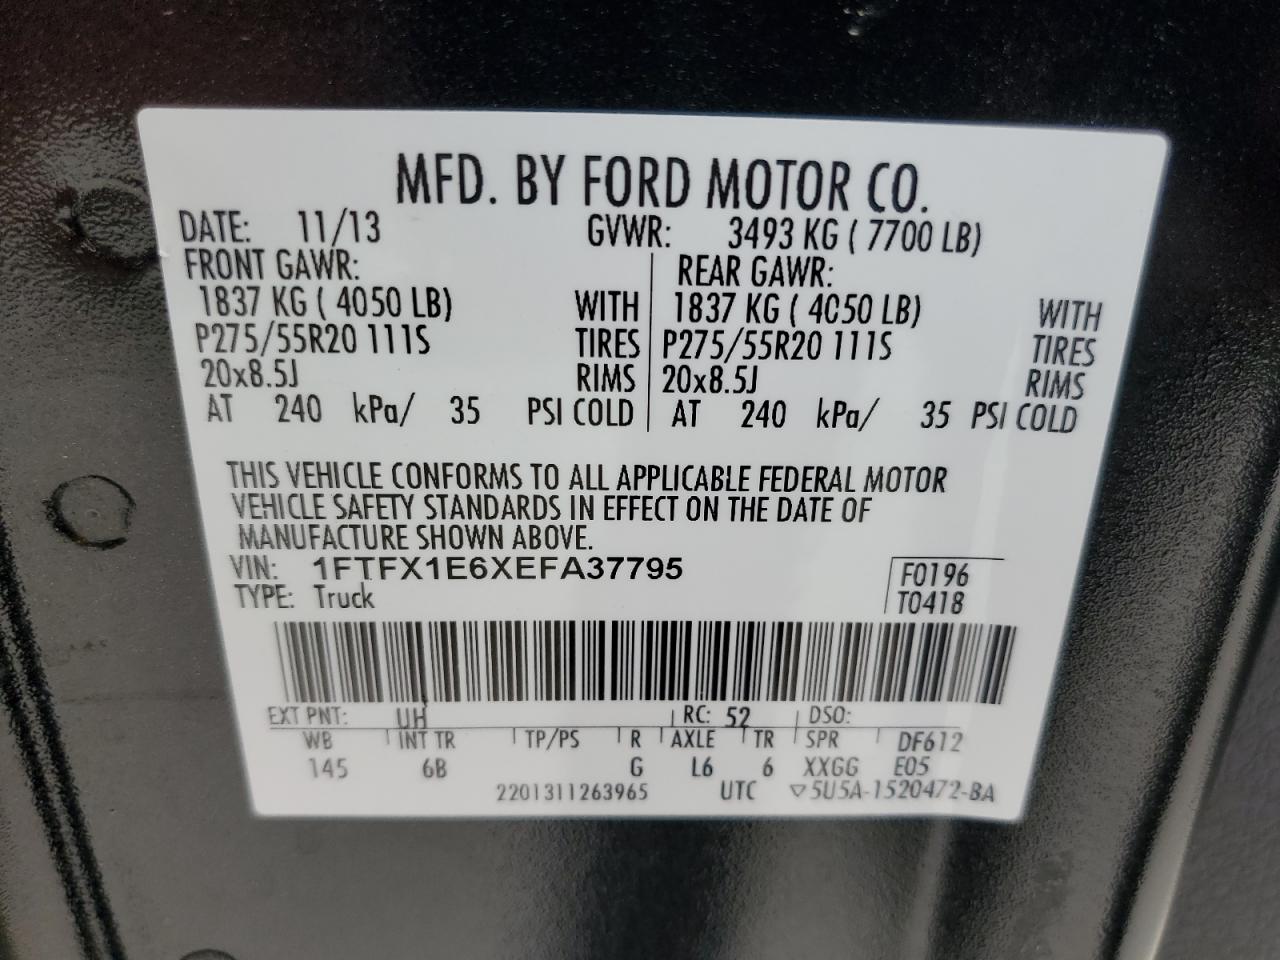 MFD. BY FORD MOTOR CO.
DATE: 11/13 GVWR: 3493 KG ( 7700 LB)
FRONT GAWR: REAR GAWR:
1837 KG ( 4050 LB) WITH 1837 KG ( 4050 LB) WITH
P275/55R20 111S TIRES P275/55R20 111S TIRES
20x8.5J RIMS 20x8.5J RIMS
AT 240 kPa/ 35 PSI COLD AT 240 kPa/ 35 PSI COLD
THIS VEHICLE CONFORMS TO ALL APPLICABLE FEDERAL MOTOR
VEHICLE SAFETY STANDARDS IN EFFECT ON THE DATE OF
MANUFACTURE SHOWN ABOVE.
VIN: 1FTFX1E6XEFA37795 F0196
TYPE: Truck T0418
EXT PNT: UH RC: 52 DSO:
WB INT TR TP/PS R AXLE TR SPR DF612
145 6B G L6 6 XXGG E05
2201311263965 UTC ▽5U5A-1520472-BA